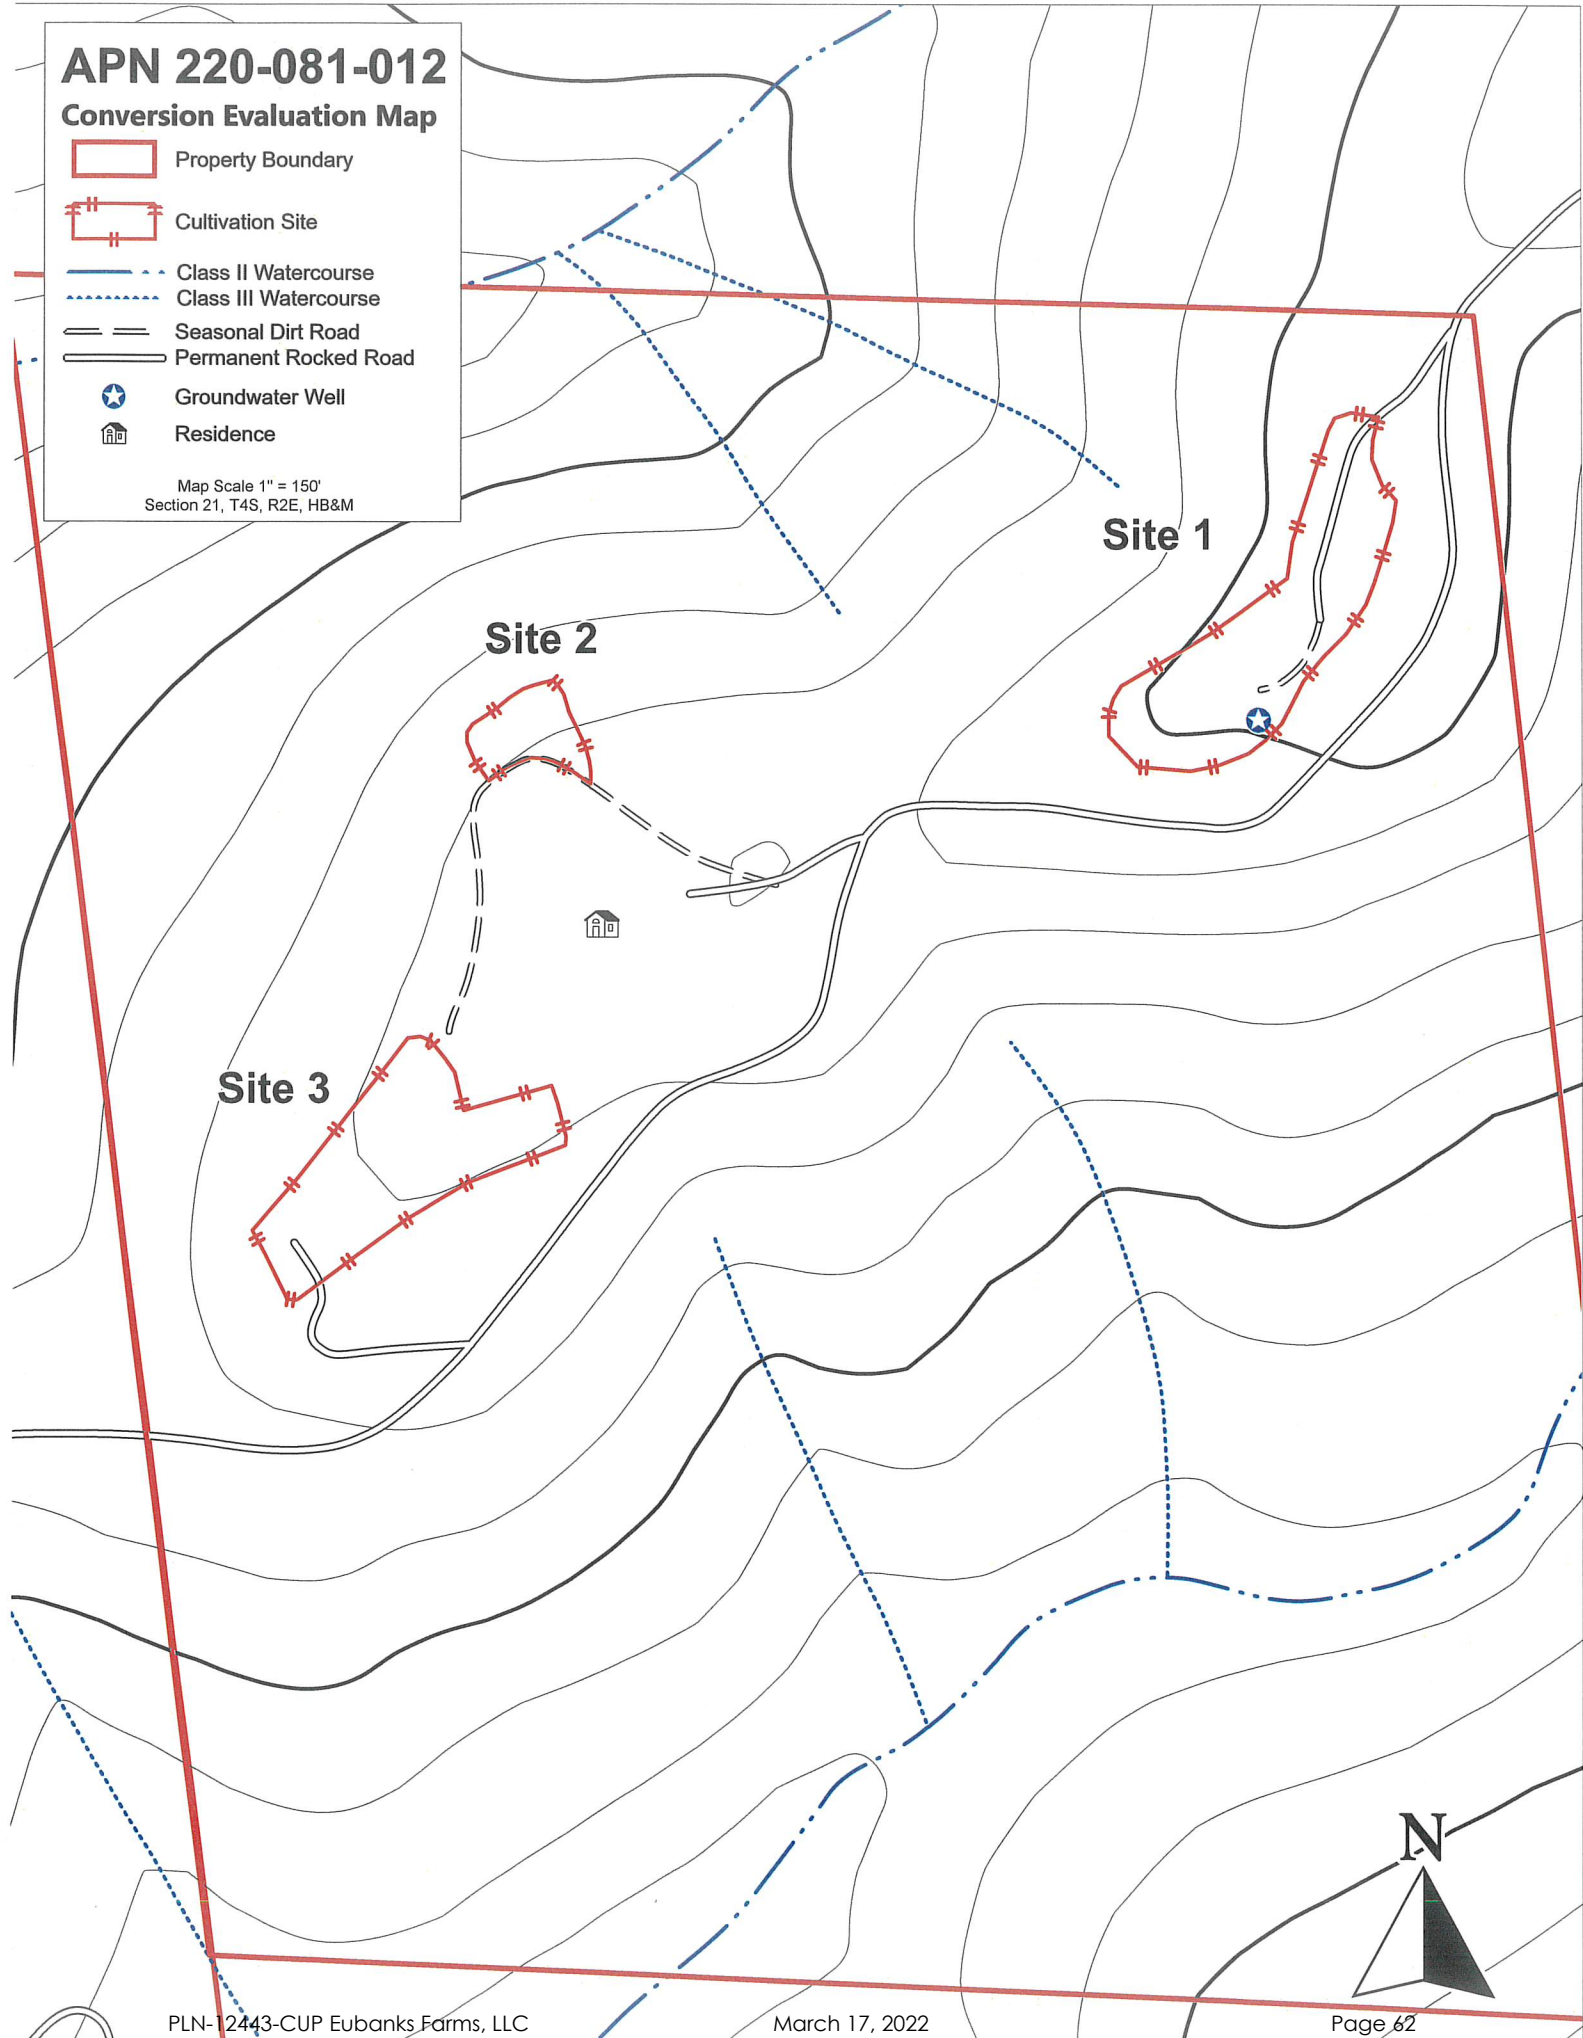 APN 220-081-012
Conversion Evaluation Map
Property Boundary
Cultivation Site
Class II Watercourse
Class III Watercourse
Seasonal Dirt Road
Permanent Rocked Road
Groundwater Well
Residence
Map Scale 1" = 150'
Section 21, T4S, R2E, HB&M
Site 1
Site 2
Site 3
N
PLN-12443-CUP Eubanks Farms, LLC
March 17, 2022
Page 62